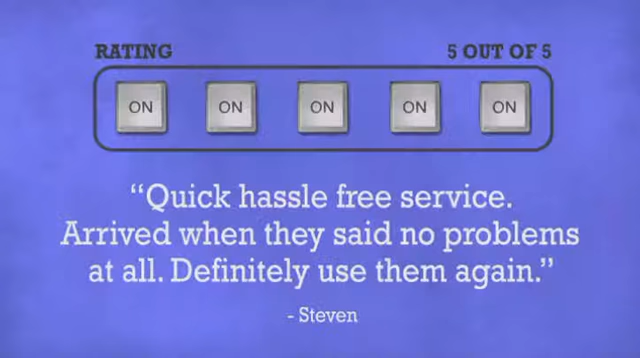 RATING 5 OUT OF 5
ON ON ON ON ON
“Quick hassle free service.
Arrived when they said no problems
at all. Definitely use them again.”
- Steven